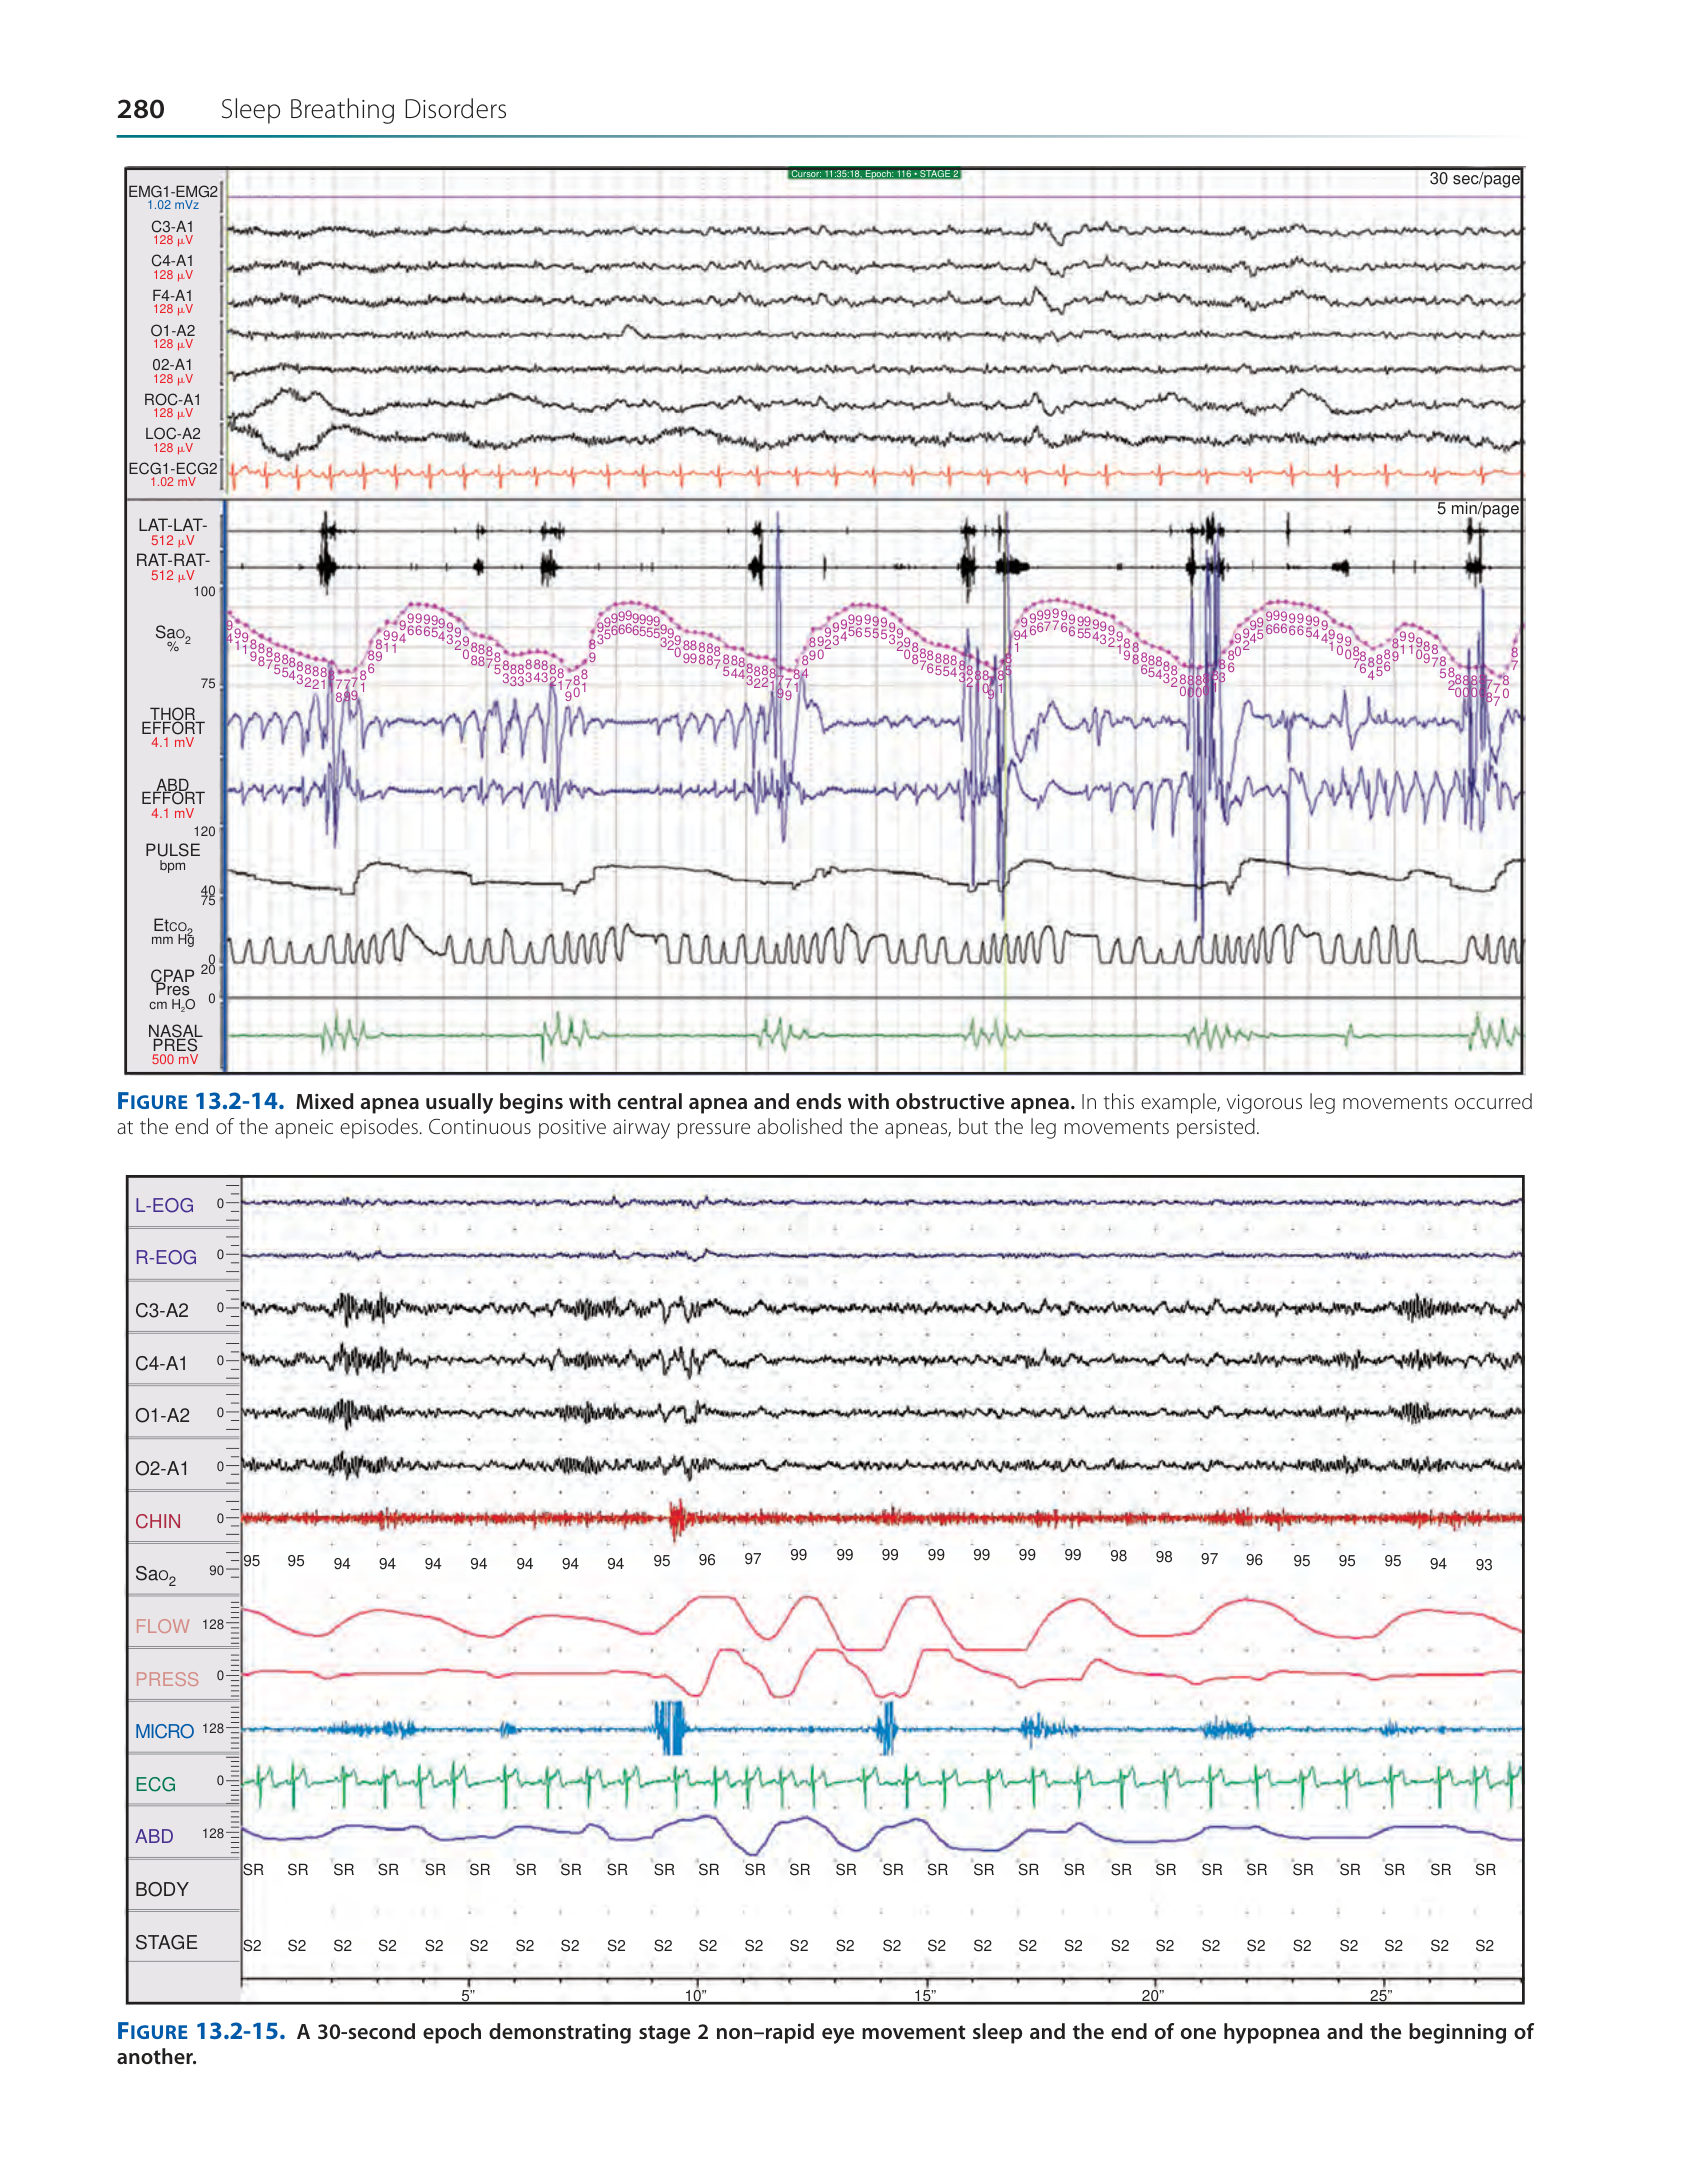 280 Sleep Breathing Disorders
Cursor: 11:35:18, Epoch: 116 • STAGE 2
30 sec/page
EMG1-EMG2
1.02 mVz
C3-A1
128 µV
C4-A1
128 µV
F4-A1
128 µV
O1-A2
128 µV
02-A1
128 µV
ROC-A1
128 µV
LOC-A2
128 µV
ECG1-ECG2
1.02 mV
5 min/page
LAT-LAT-
512 µV
RAT-RAT-
512 µV
100
Sao2
%
75
THOR
EFFORT
4.1 mV
ABD
EFFORT
4.1 mV
120
PULSE
bpm
40
75
Etco2
mm Hg
0
20
CPAP
Pres
cm H2O 0
NASAL
PRES
500 mV
FIGURE 13.2-14. Mixed apnea usually begins with central apnea and ends with obstructive apnea. In this example, vigorous leg movements occurred
at the end of the apneic episodes. Continuous positive airway pressure abolished the apneas, but the leg movements persisted.
L-EOG 0
R-EOG 0
C3-A2 0
C4-A1 0
O1-A2 0
O2-A1 0
CHIN 0
Sao2 90 95 95 94 94 94 94 94 94 94 95 96 97 99 99 99 99 99 99 99 98 98 97 96 95 95 95 94 93
FLOW 128
PRESS 0
MICRO 128
ECG 0
ABD 128
SR SR SR SR SR SR SR SR SR SR SR SR SR SR SR SR SR SR SR SR SR SR SR SR SR SR SR SR
BODY
STAGE S2 S2 S2 S2 S2 S2 S2 S2 S2 S2 S2 S2 S2 S2 S2 S2 S2 S2 S2 S2 S2 S2 S2 S2 S2 S2 S2 S2
5” 10” 15” 20” 25”
FIGURE 13.2-15. A 30-second epoch demonstrating stage 2 non–rapid eye movement sleep and the end of one hypopnea and the beginning of
another.